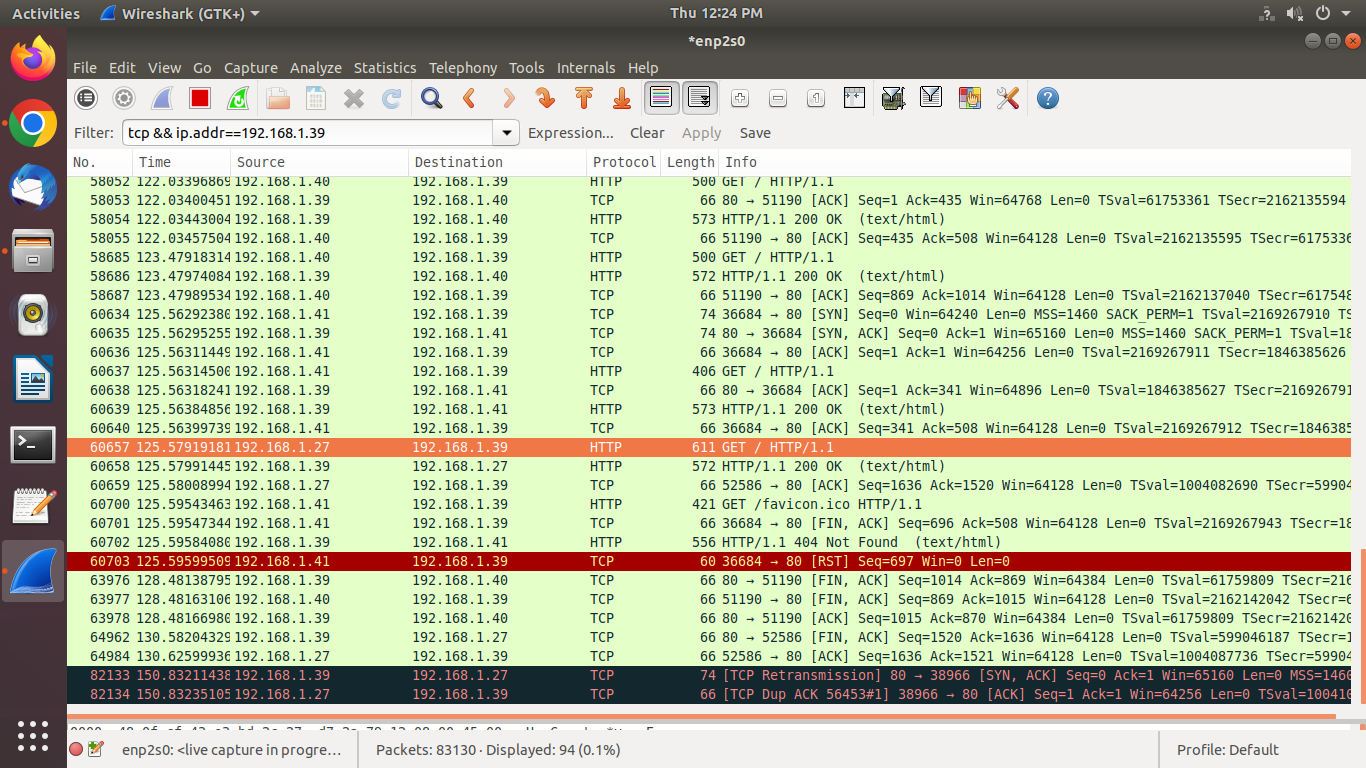 Activities Wireshark (GTK+) Thu 12:24 PM
*enp2s0
File Edit View Go Capture Analyze Statistics Telephony Tools Internals Help
Filter: tcp && ip.addr==192.168.1.39 Expression... Clear Apply Save
No. Time Source Destination Protocol Length Info
58052 122.03396869 192.168.1.40 192.168.1.39 HTTP 500 GET / HTTP/1.1
58053 122.03400451 192.168.1.39 192.168.1.40 TCP 66 80 → 51190 [ACK] Seq=1 Ack=435 Win=64768 Len=0 TSval=61753361 TSecr=2162135594
58054 122.03443004 192.168.1.39 192.168.1.40 HTTP 573 HTTP/1.1 200 OK (text/html)
58055 122.03457504 192.168.1.40 192.168.1.39 TCP 66 51190 → 80 [ACK] Seq=435 Ack=508 Win=64128 Len=0 TSval=2162135595 TSecr=6175336
58685 123.47918314 192.168.1.40 192.168.1.39 HTTP 500 GET / HTTP/1.1
58686 123.47974084 192.168.1.39 192.168.1.40 HTTP 572 HTTP/1.1 200 OK (text/html)
58687 123.47989534 192.168.1.40 192.168.1.39 TCP 66 51190 → 80 [ACK] Seq=869 Ack=1014 Win=64128 Len=0 TSval=2162137040 TSecr=617548
60634 125.56292380 192.168.1.41 192.168.1.39 TCP 74 36684 → 80 [SYN] Seq=0 Win=64240 Len=0 MSS=1460 SACK_PERM=1 TSval=2169267910 TS
60635 125.56295255 192.168.1.39 192.168.1.41 TCP 74 80 → 36684 [SYN, ACK] Seq=0 Ack=1 Win=65160 Len=0 MSS=1460 SACK_PERM=1 TSval=18
60636 125.56311449 192.168.1.41 192.168.1.39 TCP 66 36684 → 80 [ACK] Seq=1 Ack=1 Win=64256 Len=0 TSval=2169267911 TSecr=1846385626
60637 125.56314500 192.168.1.41 192.168.1.39 HTTP 406 GET / HTTP/1.1
60638 125.56318241 192.168.1.39 192.168.1.41 TCP 66 80 → 36684 [ACK] Seq=1 Ack=341 Win=64896 Len=0 TSval=1846385627 TSecr=216926791
60639 125.56384856 192.168.1.39 192.168.1.41 HTTP 573 HTTP/1.1 200 OK (text/html)
60640 125.56399739 192.168.1.41 192.168.1.39 TCP 66 36684 → 80 [ACK] Seq=341 Ack=508 Win=64128 Len=0 TSval=2169267912 TSecr=1846385
60657 125.57919181 192.168.1.27 192.168.1.39 HTTP 611 GET / HTTP/1.1
60658 125.57991445 192.168.1.39 192.168.1.27 HTTP 572 HTTP/1.1 200 OK (text/html)
60659 125.58008994 192.168.1.27 192.168.1.39 TCP 66 52586 → 80 [ACK] Seq=1636 Ack=1520 Win=64128 Len=0 TSval=1004082690 TSecr=59904
60700 125.59543463 192.168.1.41 192.168.1.39 HTTP 421 GET /favicon.ico HTTP/1.1
60701 125.59547344 192.168.1.41 192.168.1.39 TCP 66 36684 → 80 [FIN, ACK] Seq=696 Ack=508 Win=64128 Len=0 TSval=2169267943 TSecr=18
60702 125.59584080 192.168.1.39 192.168.1.41 HTTP 556 HTTP/1.1 404 Not Found (text/html)
60703 125.59599509 192.168.1.41 192.168.1.39 TCP 60 36684 → 80 [RST] Seq=697 Win=0 Len=0
63976 128.48138795 192.168.1.39 192.168.1.40 TCP 66 80 → 51190 [FIN, ACK] Seq=1014 Ack=869 Win=64384 Len=0 TSval=61759809 TSecr=216
63977 128.48163106 192.168.1.40 192.168.1.39 TCP 66 51190 → 80 [FIN, ACK] Seq=869 Ack=1015 Win=64128 Len=0 TSval=2162142042 TSecr=6
63978 128.48166980 192.168.1.39 192.168.1.40 TCP 66 80 → 51190 [ACK] Seq=1015 Ack=870 Win=64384 Len=0 TSval=61759809 TSecr=21621420
64962 130.58204329 192.168.1.39 192.168.1.27 TCP 66 80 → 52586 [FIN, ACK] Seq=1520 Ack=1636 Win=64128 Len=0 TSval=599046187 TSecr=1
64984 130.62599936 192.168.1.27 192.168.1.39 TCP 66 52586 → 80 [ACK] Seq=1636 Ack=1521 Win=64128 Len=0 TSval=1004087736 TSecr=59904
82133 150.83211438 192.168.1.39 192.168.1.27 TCP 74 [TCP Retransmission] 80 → 38966 [SYN, ACK] Seq=0 Ack=1 Win=65160 Len=0 MSS=1460
82134 150.83235105 192.168.1.27 192.168.1.39 TCP 66 [TCP Dup ACK 56453#1] 38966 → 80 [ACK] Seq=1 Ack=1 Win=64256 Len=0 TSval=100410
enp2s0: <live capture in progre... Packets: 83130 · Displayed: 94 (0.1%) Profile: Default